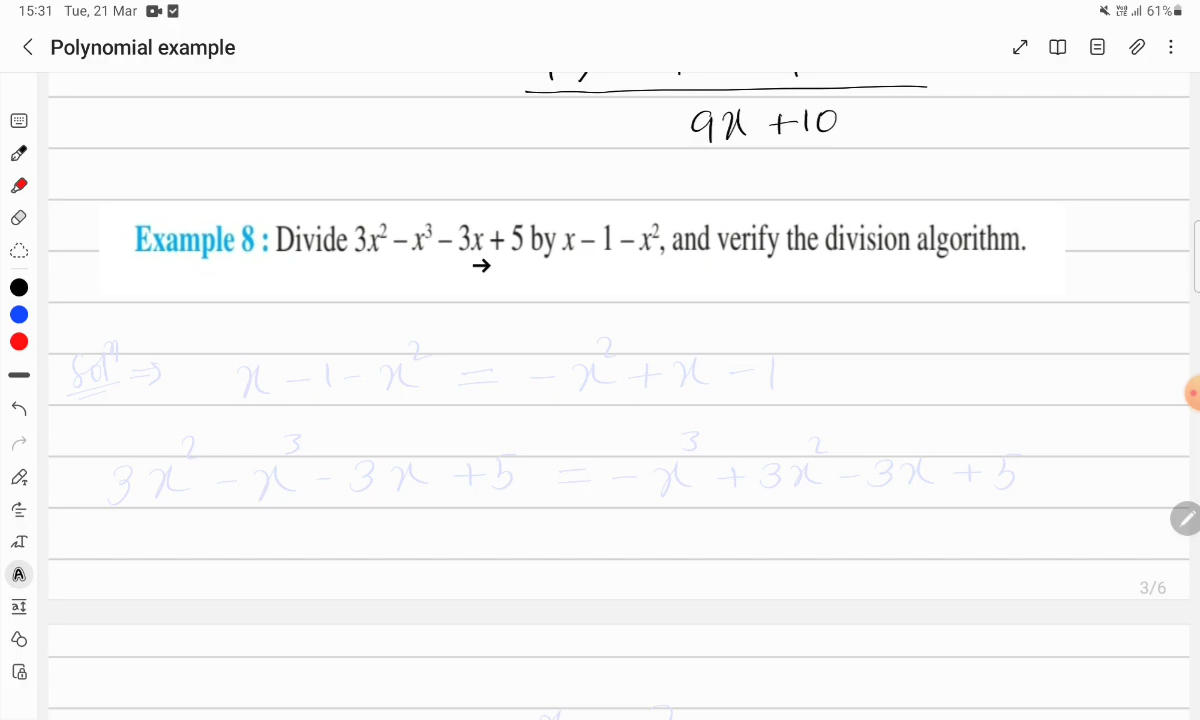 15:31 Tue, 21 Mar 61%
Polynomial example
9x + 10
Example 8 : Divide 3x² – x³ – 3x + 5 by x – 1 – x², and verify the division algorithm.
Solⁿ ⇒ x – 1 – x² = – x² + x – 1
3x² – x³ – 3x + 5 = – x³ + 3x² – 3x + 5
3/6